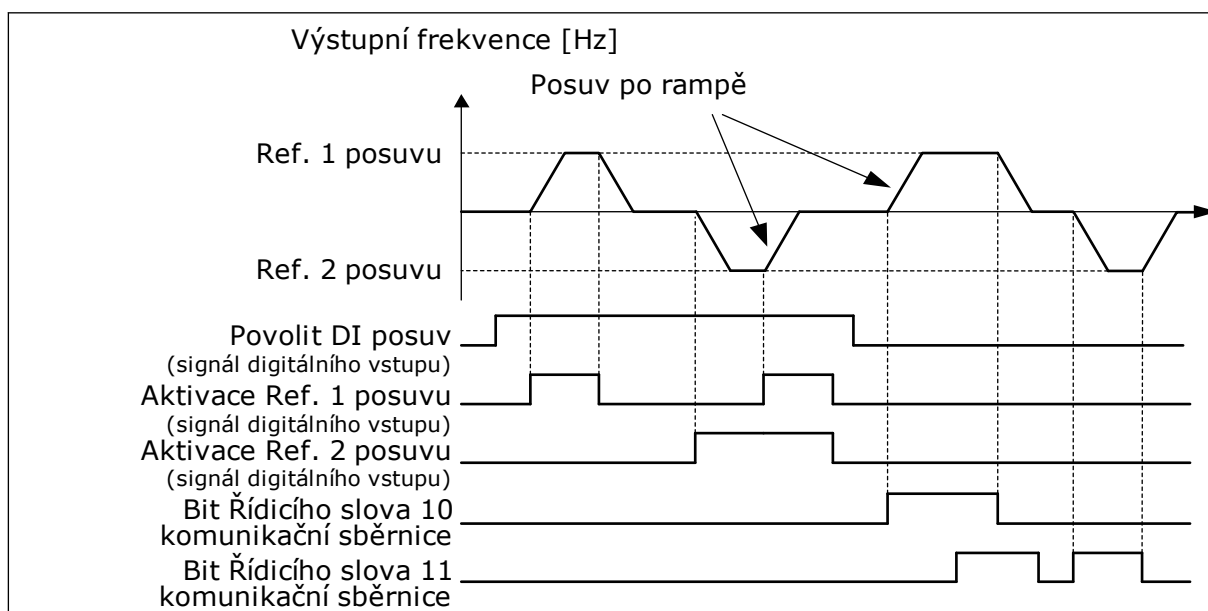 Výstupní frekvence [Hz]
Posuv po rampě
Ref. 1 posuvu
Ref. 2 posuvu
Povolit DI posuv
(signál digitálního vstupu)
Aktivace Ref. 1 posuvu
(signál digitálního vstupu)
Aktivace Ref. 2 posuvu
(signál digitálního vstupu)
Bit Řídicího slova 10
komunikační sběrnice
Bit Řídicího slova 11
komunikační sběrnice